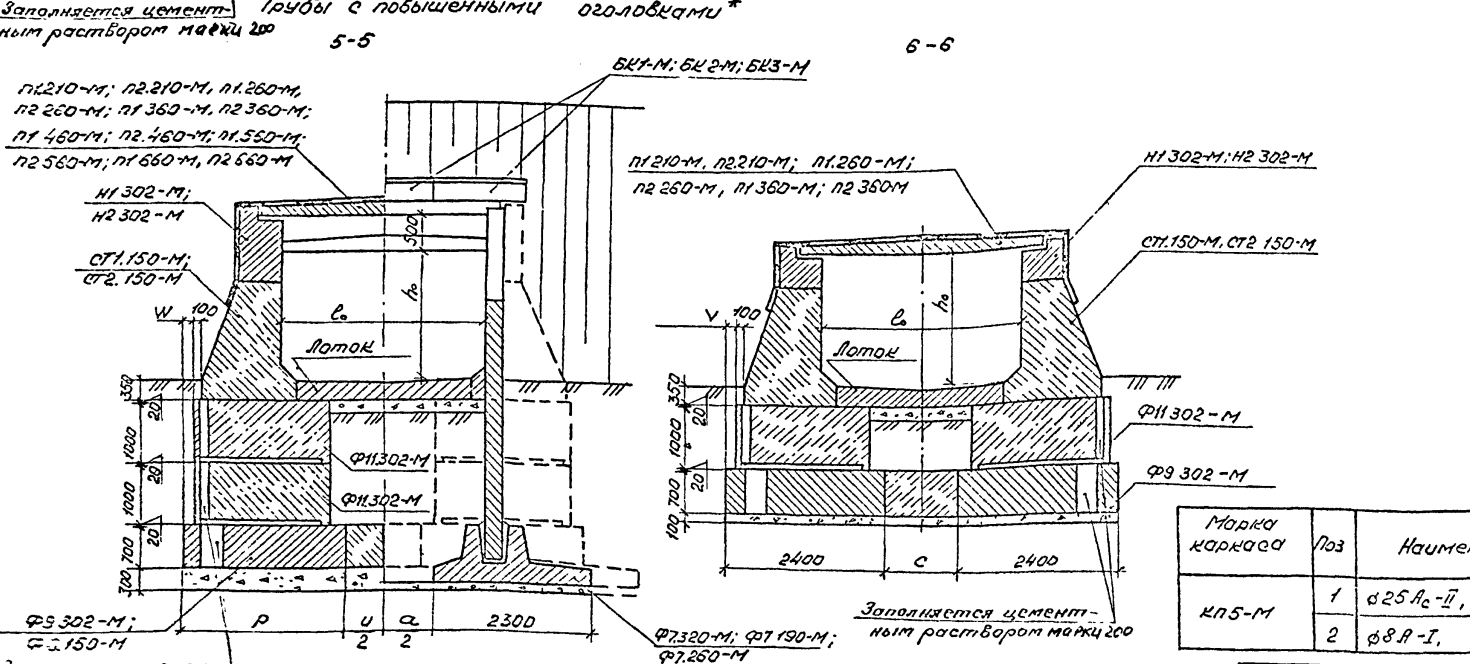 Заполняется цемент-
ным раствором марки 200
Трубы с повышенными оголовками*
5-5
6-6
БК1-М; БК2-М; БК3-М
П1.210-М; П2.210-М, П1.260-М,
П2 260-М; П1 360-М, П2 360-М;
П1 460-М; П2.460-М; П1.560-М;
П2 560-М; П1 660-М, П2 660-М
Н1 302-М;
Н2 302-М
СТ1.150-М;
СТ2.150-М
W 100
500
h₀
ℓ₀
Лоток
350
20
1000
20
1000
20
700
300
Ф11.302-М
Ф11.302-М
P
и/2
a/2
2300
Ф9 302-М;
150-М
Ф7.320-М; Ф7 190-М;
Ф7.260-М
П1 210-М, П2.210-М; П1.260-М;
П2 260-М, П1 360-М; П2 360-М
Н1 302-М; Н2 302-М
СТ1.150-М, СТ2 150-М
V 100
h₀
ℓ₀
Лоток
350
20
1000
20
700
100
Ф11 302-М
Ф9 302-М
2400
c
2400
Заполняется цемент-
ным раствором марки 200
Марка каркаса Поз Наиме
КП5-М
1 ϕ25 Ас-II,
2 ϕ8 А-I,